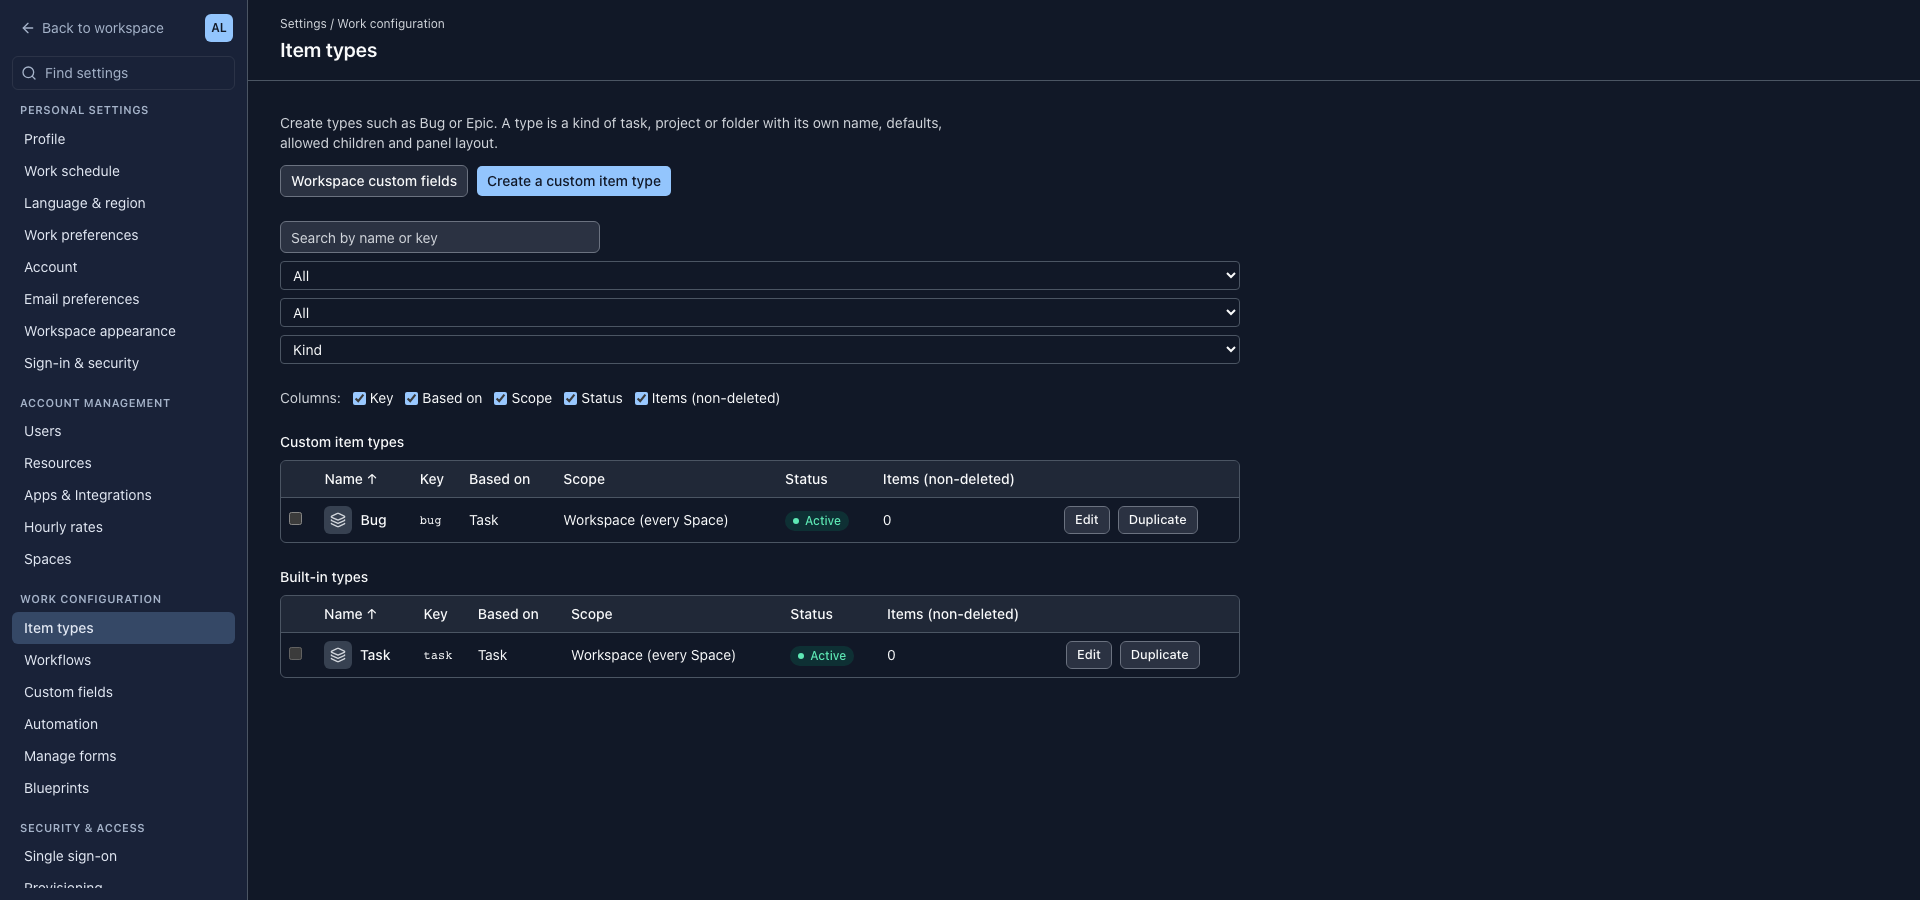 Back to workspace
AL
Find settings
PERSONAL SETTINGS
Profile
Work schedule
Language & region
Work preferences
Account
Email preferences
Workspace appearance
Sign-in & security
ACCOUNT MANAGEMENT
Users
Resources
Apps & Integrations
Hourly rates
Spaces
WORK CONFIGURATION
Item types
Workflows
Custom fields
Automation
Manage forms
Blueprints
SECURITY & ACCESS
Single sign-on
Provisioning
Settings / Work configuration
Item types
Create types such as Bug or Epic. A type is a kind of task, project or folder with its own name, defaults,
allowed children and panel layout.
Workspace custom fields Create a custom item type
Search by name or key
All
All
Kind
Columns: Key Based on Scope Status Items (non-deleted)
Custom item types
Name ↑ Key Based on Scope Status Items (non-deleted)
Bug bug Task Workspace (every Space) Active 0 Edit Duplicate
Built-in types
Name ↑ Key Based on Scope Status Items (non-deleted)
Task task Task Workspace (every Space) Active 0 Edit Duplicate